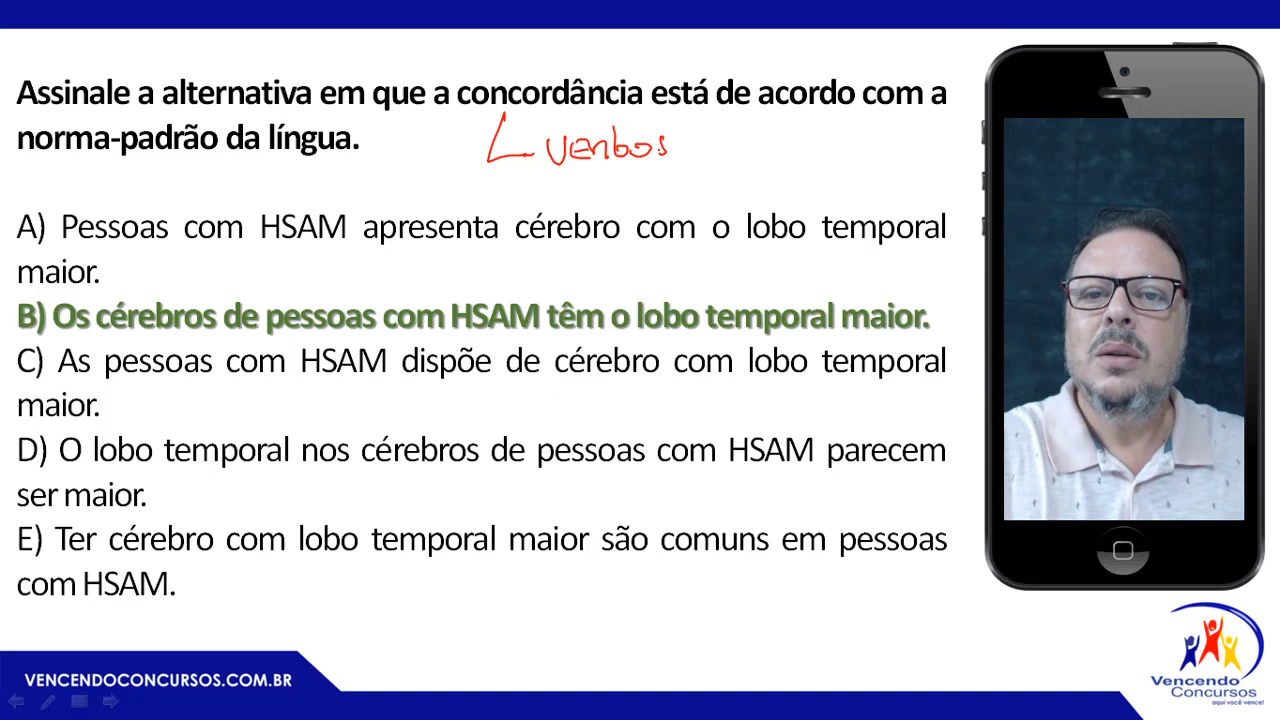 Assinale a alternativa em que a concordância está de acordo com a
norma-padrão da língua.
verbos
A) Pessoas com HSAM apresenta cérebro com o lobo temporal
maior.
B) Os cérebros de pessoas com HSAM têm o lobo temporal maior.
C) As pessoas com HSAM dispõe de cérebro com lobo temporal
maior.
D) O lobo temporal nos cérebros de pessoas com HSAM parecem
ser maior.
E) Ter cérebro com lobo temporal maior são comuns em pessoas
com HSAM.
VENCENDOCONCURSOS.COM.BR
Vencendo
Concursos
aqui você vence!